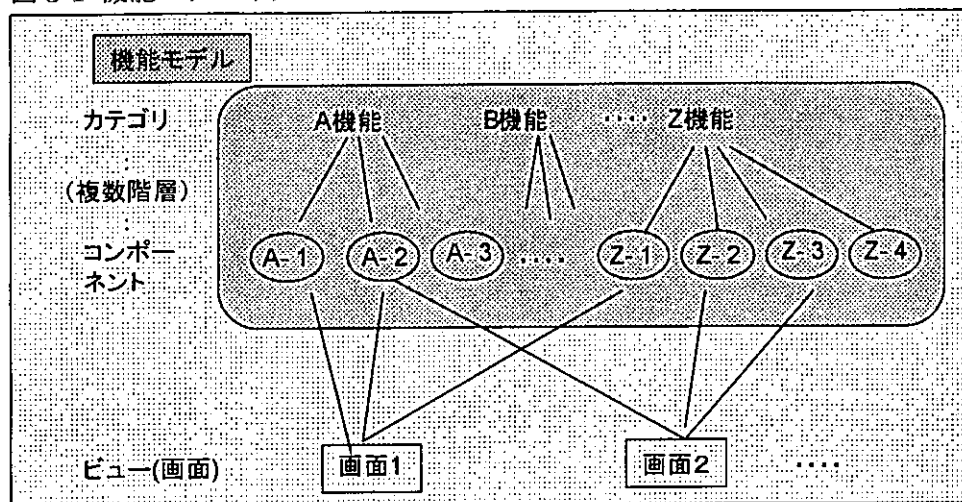 機能モデル
カテゴリ A機能 B機能 ・・・・ Z機能
(複数階層)
コンポーネント A-1 A-2 A-3 ・・・・ Z-1 Z-2 Z-3 Z-4
ビュー(画面) 画面1 画面2 ・・・・